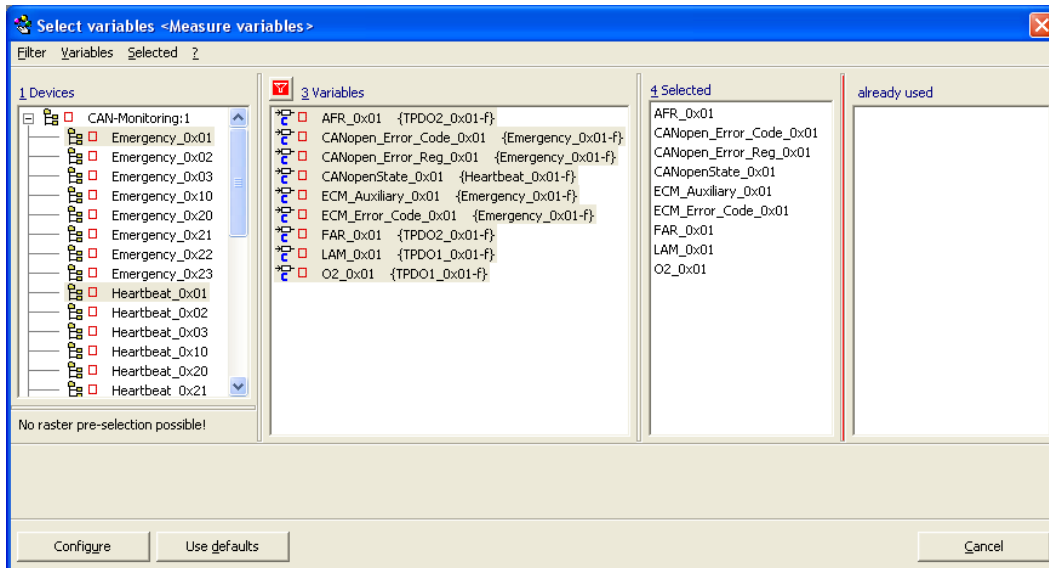 Select variables <Measure variables>
Filter Variables Selected ?
1 Devices
CAN-Monitoring:1
Emergency_0x01
Emergency_0x02
Emergency_0x03
Emergency_0x10
Emergency_0x20
Emergency_0x21
Emergency_0x22
Emergency_0x23
Heartbeat_0x01
Heartbeat_0x02
Heartbeat_0x03
Heartbeat_0x10
Heartbeat_0x20
Heartbeat_0x21
No raster pre-selection possible!
3 Variables
AFR_0x01 {TPDO2_0x01-f}
CANopen_Error_Code_0x01 {Emergency_0x01-f}
CANopen_Error_Reg_0x01 {Emergency_0x01-f}
CANopenState_0x01 {Heartbeat_0x01-f}
ECM_Auxiliary_0x01 {Emergency_0x01-f}
ECM_Error_Code_0x01 {Emergency_0x01-f}
FAR_0x01 {TPDO2_0x01-f}
LAM_0x01 {TPDO1_0x01-f}
O2_0x01 {TPDO1_0x01-f}
4 Selected
AFR_0x01
CANopen_Error_Code_0x01
CANopen_Error_Reg_0x01
CANopenState_0x01
ECM_Auxiliary_0x01
ECM_Error_Code_0x01
FAR_0x01
LAM_0x01
O2_0x01
already used
Configure
Use defaults
Cancel